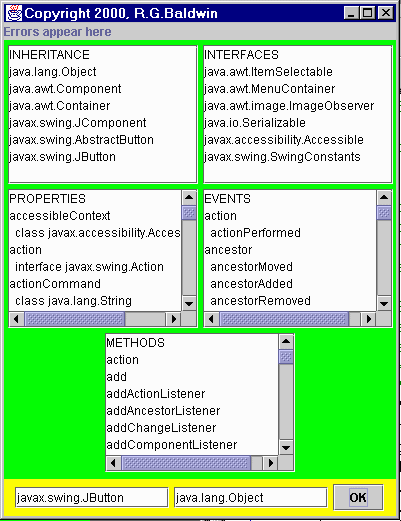 Copyright 2000, R.G.Baldwin
Errors appear here
INHERITANCE
java.lang.Object
java.awt.Component
java.awt.Container
javax.swing.JComponent
javax.swing.AbstractButton
javax.swing.JButton
INTERFACES
java.awt.ItemSelectable
java.awt.MenuContainer
java.awt.image.ImageObserver
java.io.Serializable
javax.accessibility.Accessible
javax.swing.SwingConstants
PROPERTIES
accessibleContext
class javax.accessibility.Acces
action
interface javax.swing.Action
actionCommand
class java.lang.String
EVENTS
action
actionPerformed
ancestor
ancestorMoved
ancestorAdded
ancestorRemoved
METHODS
action
add
addActionListener
addAncestorListener
addChangeListener
addComponentListener
javax.swing.JButton
java.lang.Object
OK